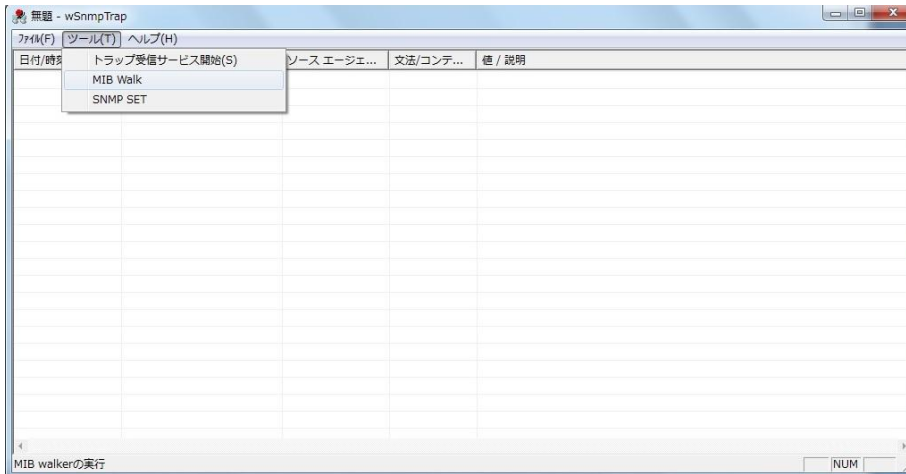 無題 - wSnmpTrap
ﾌｧｲﾙ(F) ツール(T) ヘルプ(H)
日付/時刻 ソース エージェ... 文法/コンテ... 値 / 説明
トラップ受信サービス開始(S)
MIB Walk
SNMP SET
MIB walkerの実行 NUM